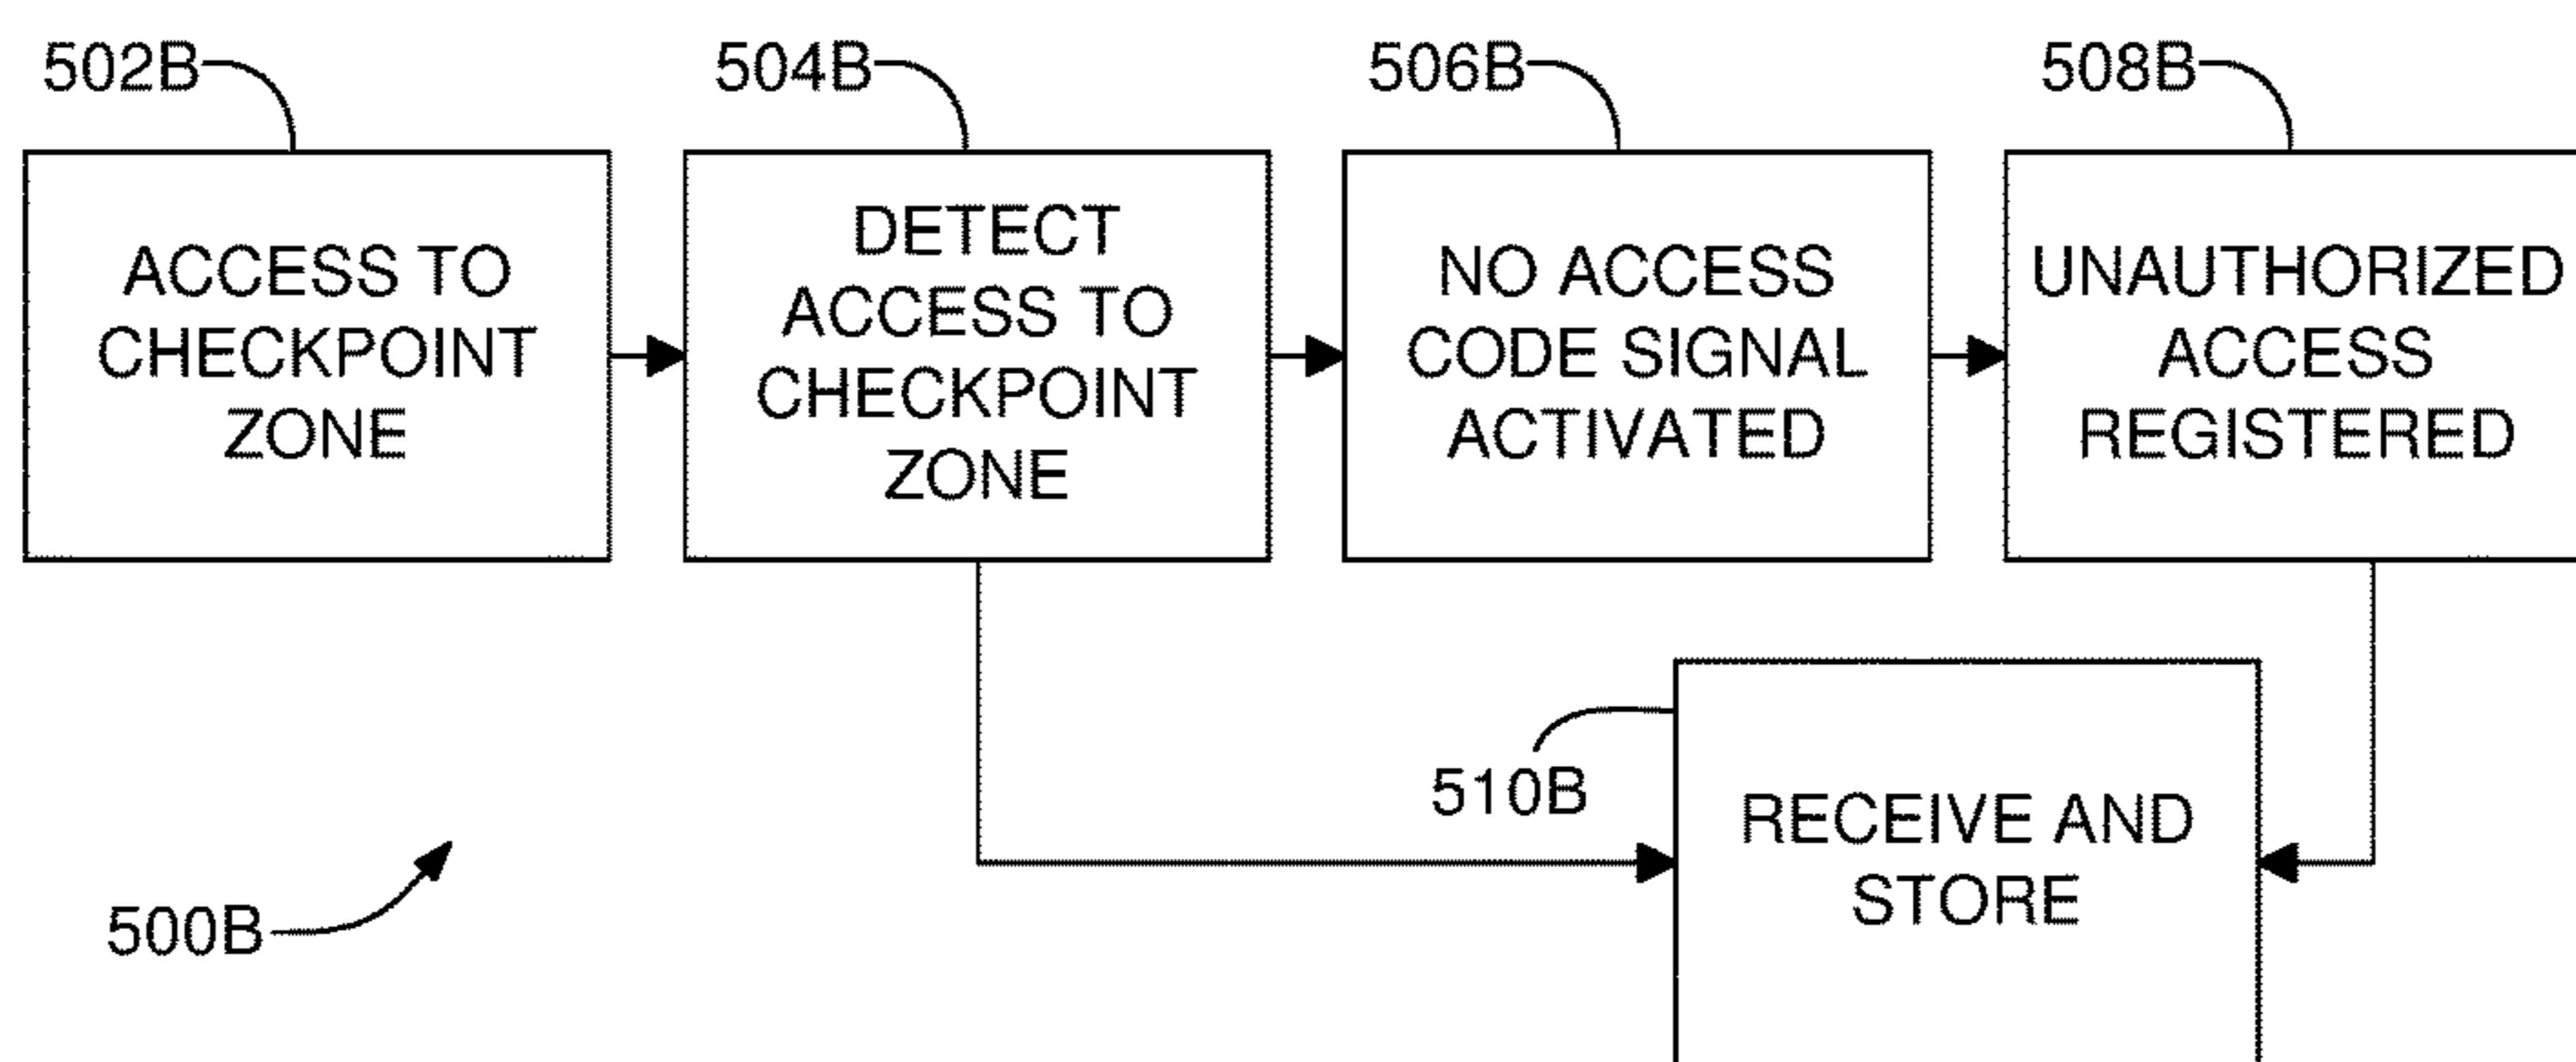 502B
ACCESS TO
CHECKPOINT
ZONE
504B
DETECT
ACCESS TO
CHECKPOINT
ZONE
506B
NO ACCESS
CODE SIGNAL
ACTIVATED
508B
UNAUTHORIZED
ACCESS
REGISTERED
510B
RECEIVE AND
STORE
500B